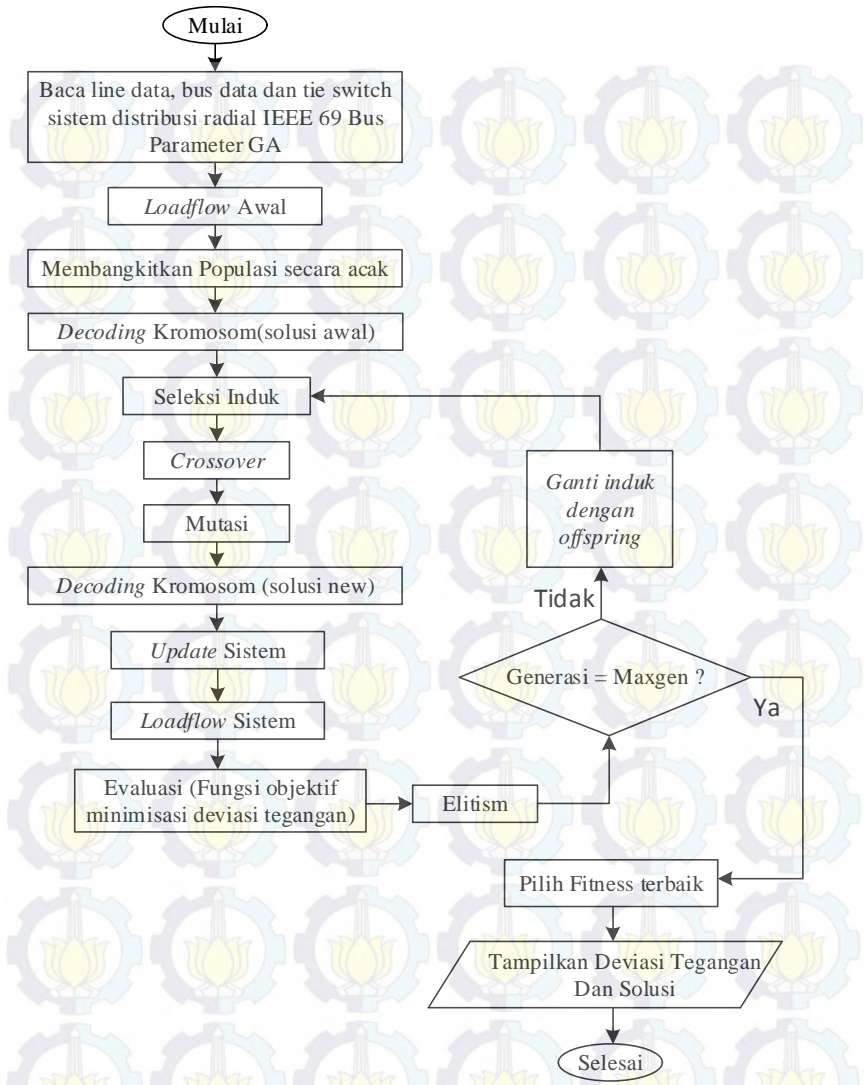 Mulai
Baca line data, bus data dan tie switch
sistem distribusi radial IEEE 69 Bus
Parameter GA
Loadflow Awal
Membangkitkan Populasi secara acak
Decoding Kromosom(solusi awal)
Seleksi Induk
Crossover
Mutasi
Decoding Kromosom (solusi new)
Update Sistem
Loadflow Sistem
Evaluasi (Fungsi objektif
minimisasi deviasi tegangan)
Elitism
Generasi = Maxgen ?
Tidak
Ganti induk
dengan
offspring
Ya
Pilih Fitness terbaik
Tampilkan Deviasi Tegangan
Dan Solusi
Selesai